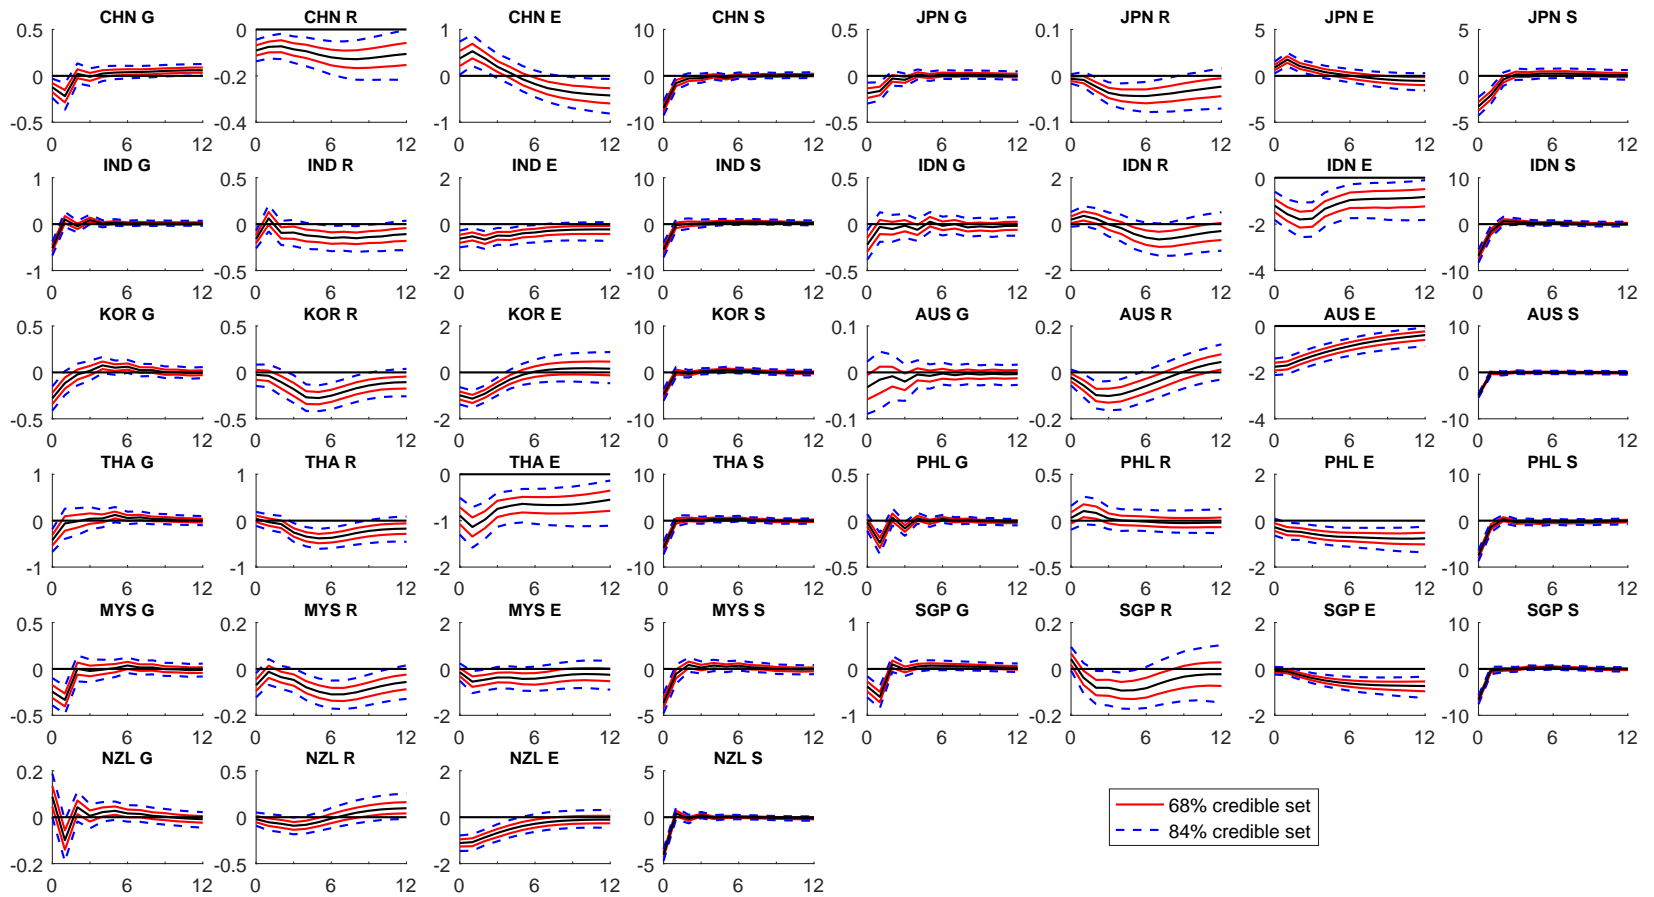 CHN G CHN R CHN E CHN S JPN G JPN R JPN E JPN S
0.5 0 1 10 0.5 0.1 5 5
0 -0.2 0 0 0 0 0 0
-0.5 -0.4 -1 -10 -0.5 -0.1 -5 -5
0 6 12 0 6 12 0 6 12 0 6 12 0 6 12 0 6 12 0 6 12 0 6 12
IND G IND R IND E IND S IDN G IDN R IDN E IDN S
1 0.5 2 10 0.5 2 0 10
0 0 0 0 0 0 -2 0
-1 -0.5 -2 -10 -0.5 -2 -4 -10
0 6 12 0 6 12 0 6 12 0 6 12 0 6 12 0 6 12 0 6 12 0 6 12
KOR G KOR R KOR E KOR S AUS G AUS R AUS E AUS S
0.5 0.5 2 10 0.1 0.2 0 10
0 0 0 0 0 0 -2 0
-0.5 -0.5 -2 -10 -0.1 -0.2 -4 -10
0 6 12 0 6 12 0 6 12 0 6 12 0 6 12 0 6 12 0 6 12 0 6 12
THA G THA R THA E THA S PHL G PHL R PHL E PHL S
1 1 0 10 0.5 0.5 2 10
0 0 -1 0 0 0 0 0
-1 -1 -2 -10 -0.5 -0.5 -2 -10
0 6 12 0 6 12 0 6 12 0 6 12 0 6 12 0 6 12 0 6 12 0 6 12
MYS G MYS R MYS E MYS S SGP G SGP R SGP E SGP S
0.5 0.2 2 5 1 0.2 2 10
0 0 0 0 0 0 0 0
-0.5 -0.2 -2 -5 -1 -0.2 -2 -10
0 6 12 0 6 12 0 6 12 0 6 12 0 6 12 0 6 12 0 6 12 0 6 12
NZL G NZL R NZL E NZL S
0.2 0.5 2 5
0 0 0 0
-0.2 -0.5 -2 -5
0 6 12 0 6 12 0 6 12 0 6 12
68% credible set
84% credible set